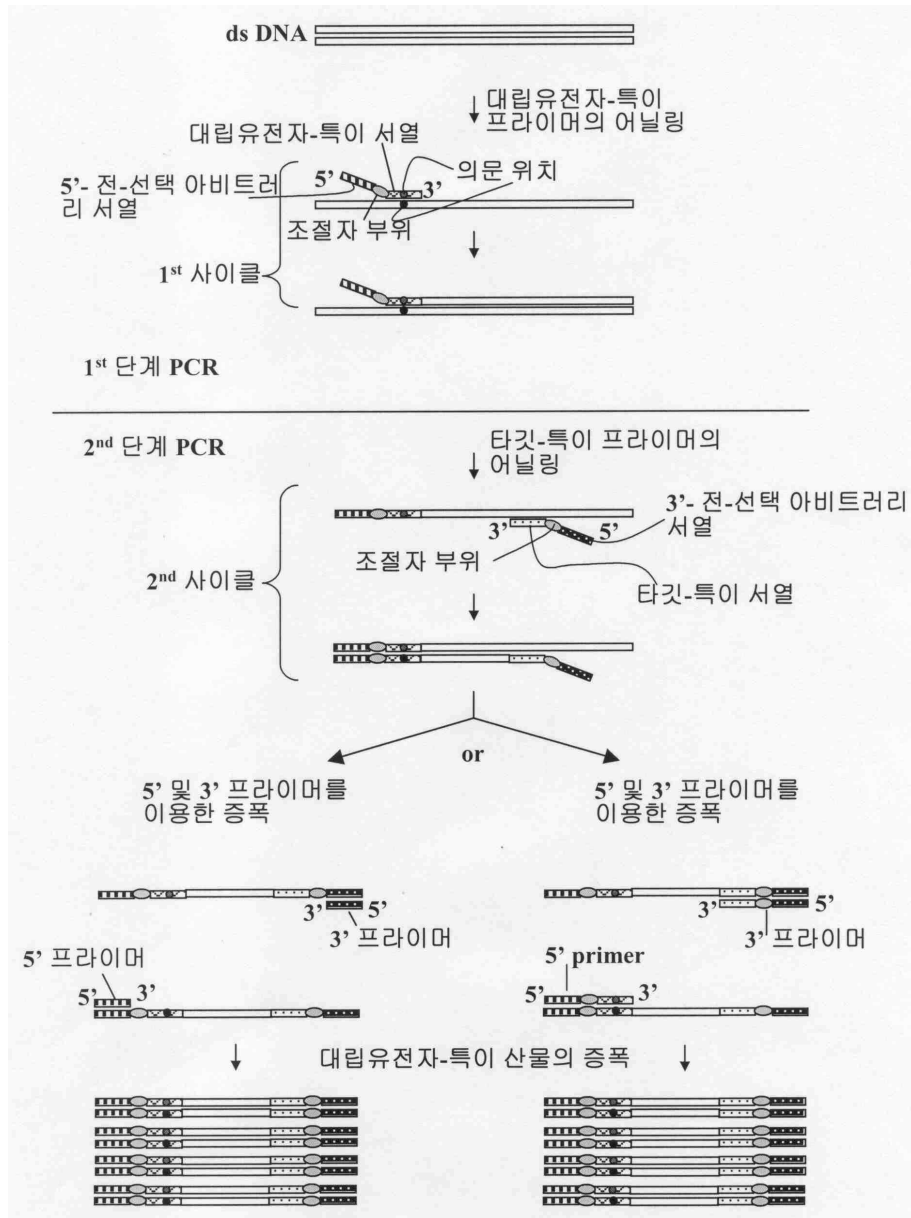 ds DNA
대립유전자-특이
프라이머의 어닐링
대립유전자-특이 서열
의문 위치
5’
3’
5’- 전-선택 아비트러
리 서열
조절자 부위
1st 사이클
1st 단계 PCR
2nd 단계 PCR
타깃-특이 프라이머의
어닐링
3’- 전-선택 아비트러리
서열
3’
5’
조절자 부위
2nd 사이클
타깃-특이 서열
or
5’ 및 3’ 프라이머를
이용한 증폭
5’ 및 3’ 프라이머를
이용한 증폭
3’
5’
3’ 프라이머
3’
5’
3’ 프라이머
5’ 프라이머
5’
3’
5’ primer
5’
3’
대립유전자-특이 산물의 증폭